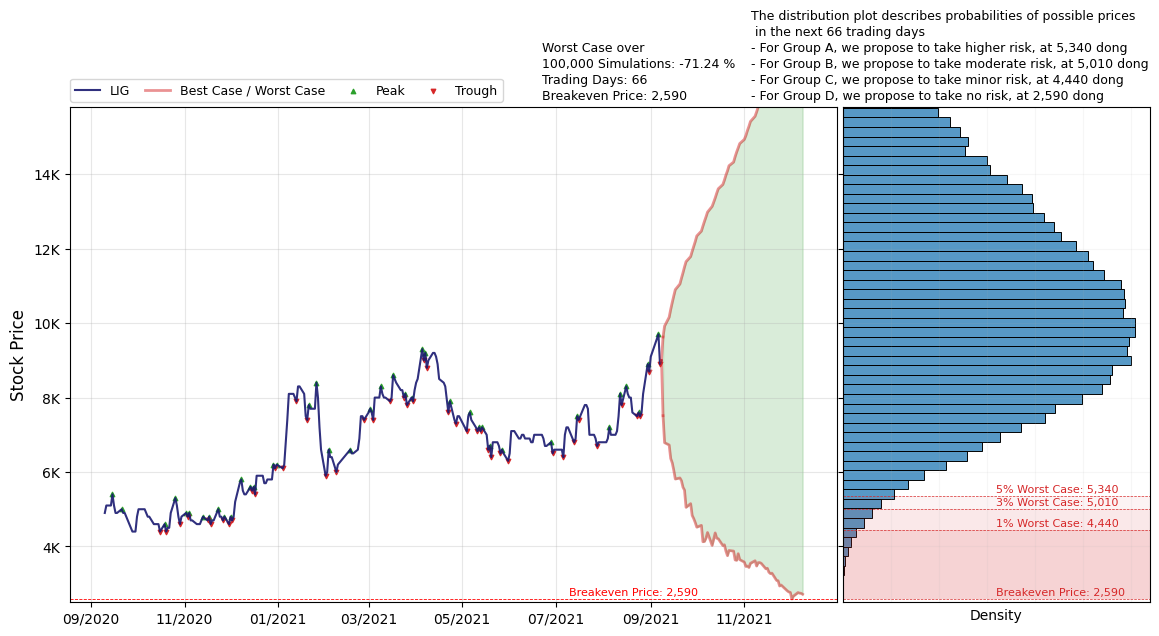 The distribution plot describes probabilities of possible prices
in the next 66 trading days
- For Group A, we propose to take higher risk, at 5,340 dong
- For Group B, we propose to take moderate risk, at 5,010 dong
- For Group C, we propose to take minor risk, at 4,440 dong
- For Group D, we propose to take no risk, at 2,590 dong
Worst Case over
100,000 Simulations: -71.24 %
Trading Days: 66
Breakeven Price: 2,590
LIG
Best Case / Worst Case
Peak
Trough
Stock Price
14K
12K
10K
8K
6K
4K
Breakeven Price: 2,590
09/2020
11/2020
01/2021
03/2021
05/2021
07/2021
09/2021
11/2021
5% Worst Case: 5,340
3% Worst Case: 5,010
1% Worst Case: 4,440
Breakeven Price: 2,590
Density